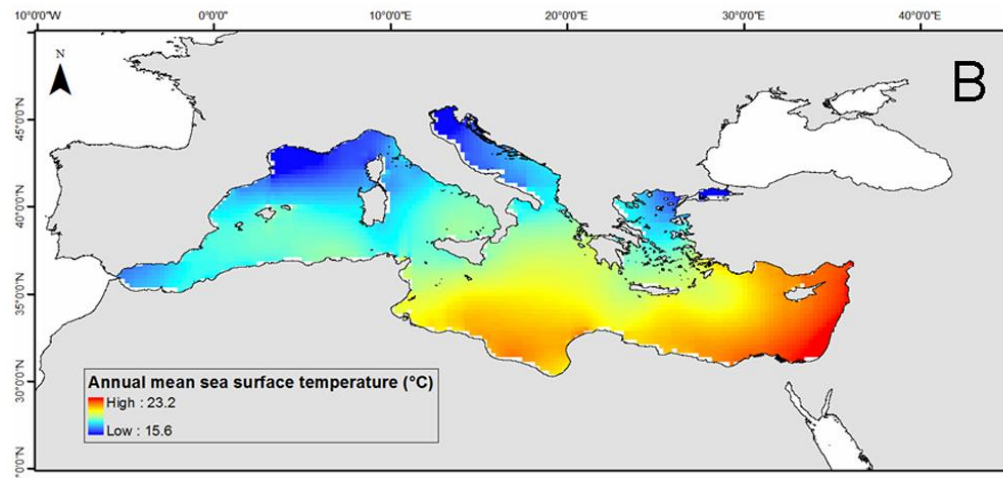 10°0'0"W 0°0'0" 10°0'0"E 20°0'0"E 30°0'0"E 40°0'0"E
N
B
45°0'0"N
40°0'0"N
35°0'0"N
30°0'0"N
°0'0"N
Annual mean sea surface temperature (°C)
High : 23.2
Low : 15.6